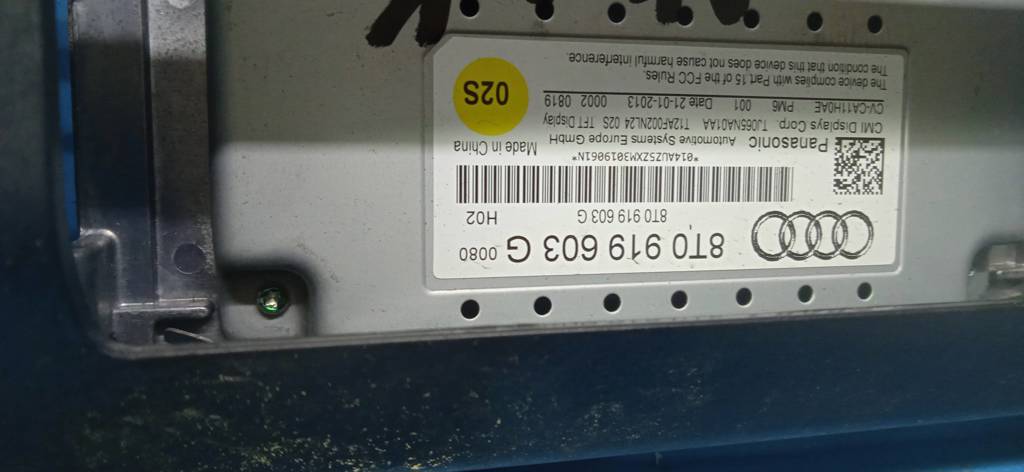 8T0 919 603 G 0080
8T0 919 603 G H02
*014AUZ5ZXM3019061N*
Panasonic Automotive Systems Europe GmbH Made in China
CMI Displays Corp. TJ065NA01AA T12AF002NL24 02S TFT Display
CV-CA11H0AE PM6 001 Date 21-01-2013 0002 0819
The device complies with Part 15 of the FCC Rules.
The condition that this device does not cause harmful interference.
02S